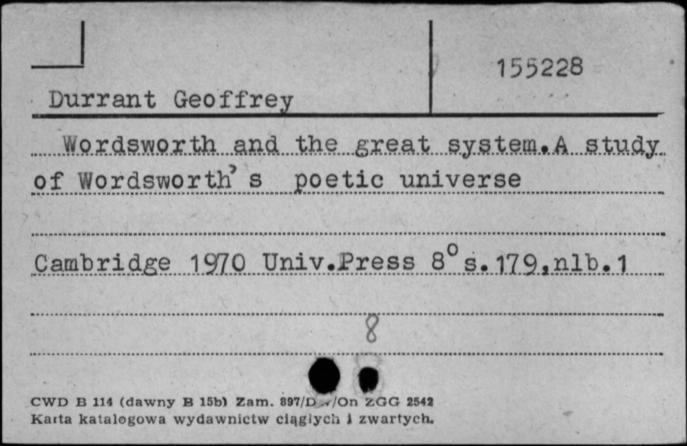 155228
Durrant Geoffrey
Wordsworth and the great system.A study
of Wordsworth's poetic universe
Cambridge 1970 Univ.Press 8° s.179,nlb.1
8
CWD B 114 (dawny B 15b) Zam. 897/D /On ZGG 2542
Karta katalogowa wydawnictw ciągłych i zwartych.